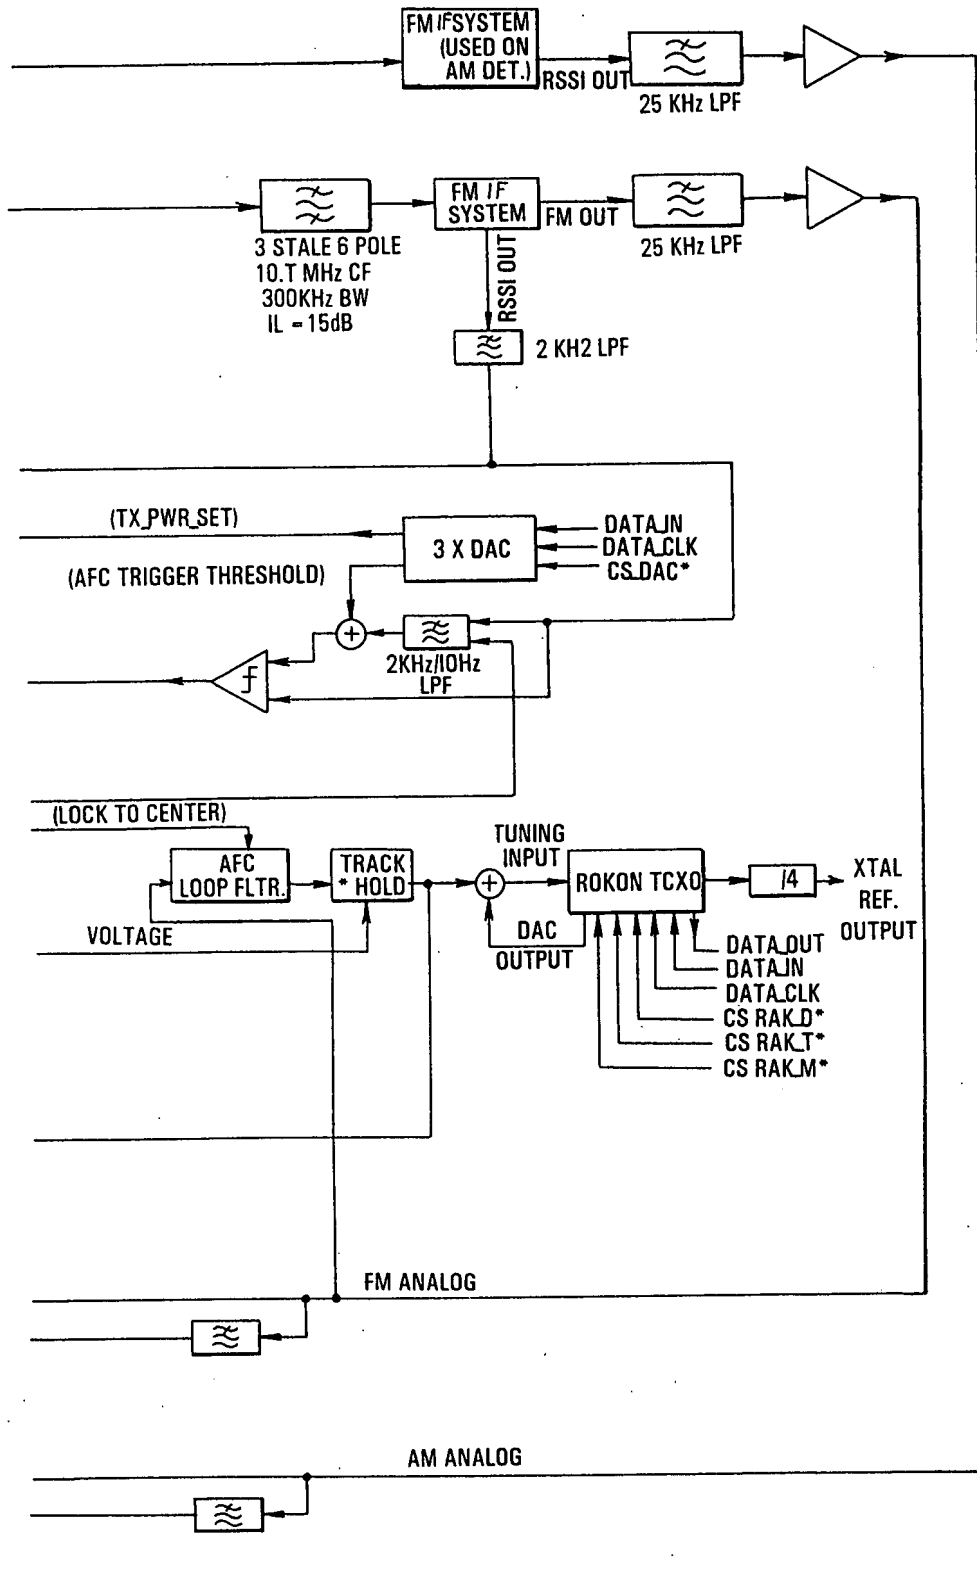 FM IF SYSTEM
(USED ON
AM DET.)
RSSI OUT
25 KHz LPF
FM IF
SYSTEM
FM OUT
25 KHz LPF
3 STALE 6 POLE
10.T MHz CF
300KHz BW
IL = 15dB
RSSI OUT
2 KH2 LPF
(TX_PWR_SET)
3 X DAC
DATA_IN
DATA_CLK
CS_DAC*
(AFC TRIGGER THRESHOLD)
+
2KHz/10Hz
LPF
(LOCK TO CENTER)
AFC
LOOP FLTR.
TRACK
* HOLD
+
TUNING
INPUT
ROKON TCXO
/4
XTAL
REF.
OUTPUT
VOLTAGE
DAC
OUTPUT
DATA_OUT
DATA_IN
DATA_CLK
CS RAK_D*
CS RAK_T*
CS RAK_M*
FM ANALOG
AM ANALOG